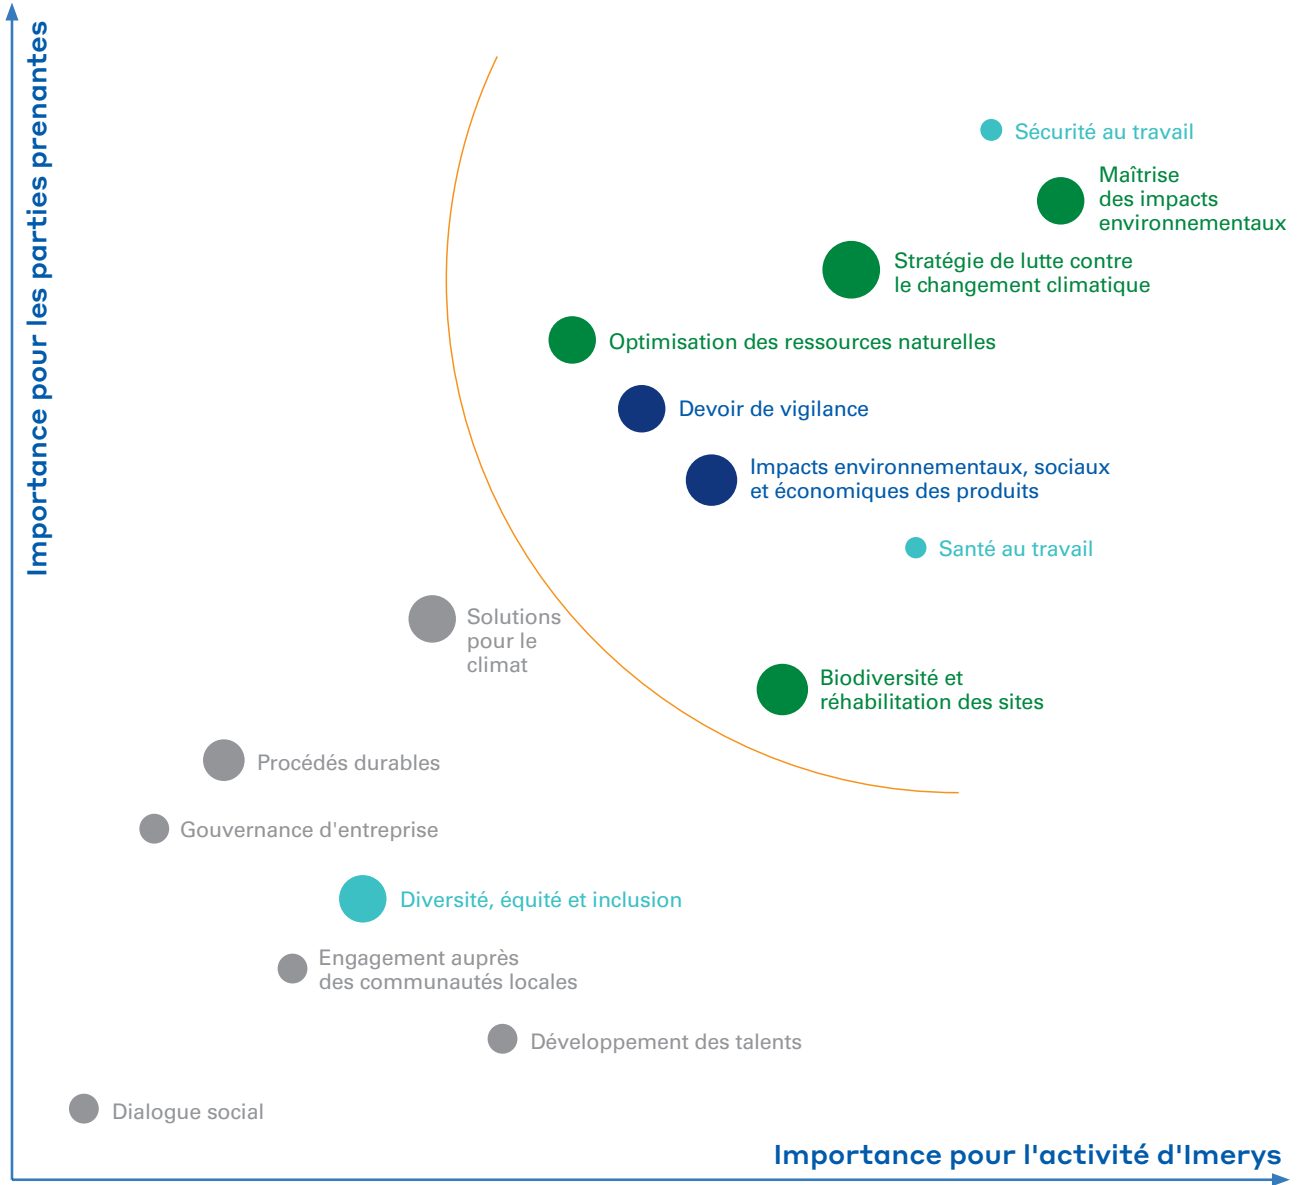 Importance pour les parties prenantes
Sécurité au travail
Maîtrise
des impacts
environnementaux
Stratégie de lutte contre
le changement climatique
Optimisation des ressources naturelles
Devoir de vigilance
Impacts environnementaux, sociaux
et économiques des produits
Santé au travail
Solutions
pour le
climat
Biodiversité et
réhabilitation des sites
Procédés durables
Gouvernance d'entreprise
Diversité, équité et inclusion
Engagement auprès
des communautés locales
Développement des talents
Dialogue social
Importance pour l'activité d'Imerys